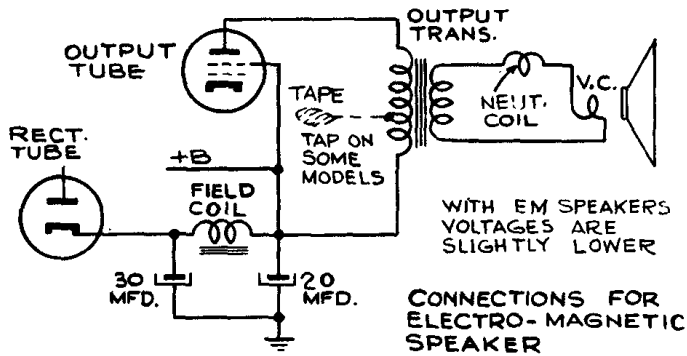 OUTPUT
TRANS.
OUTPUT
TUBE
TAPE
NEUT.
COIL
V.C.
RECT.
TUBE
TAP ON
SOME
MODELS
+B
FIELD
COIL
WITH EM SPEAKERS
VOLTAGES ARE
SLIGHTLY LOWER
30
MFD.
20
MFD.
CONNECTIONS FOR
ELECTRO-MAGNETIC
SPEAKER